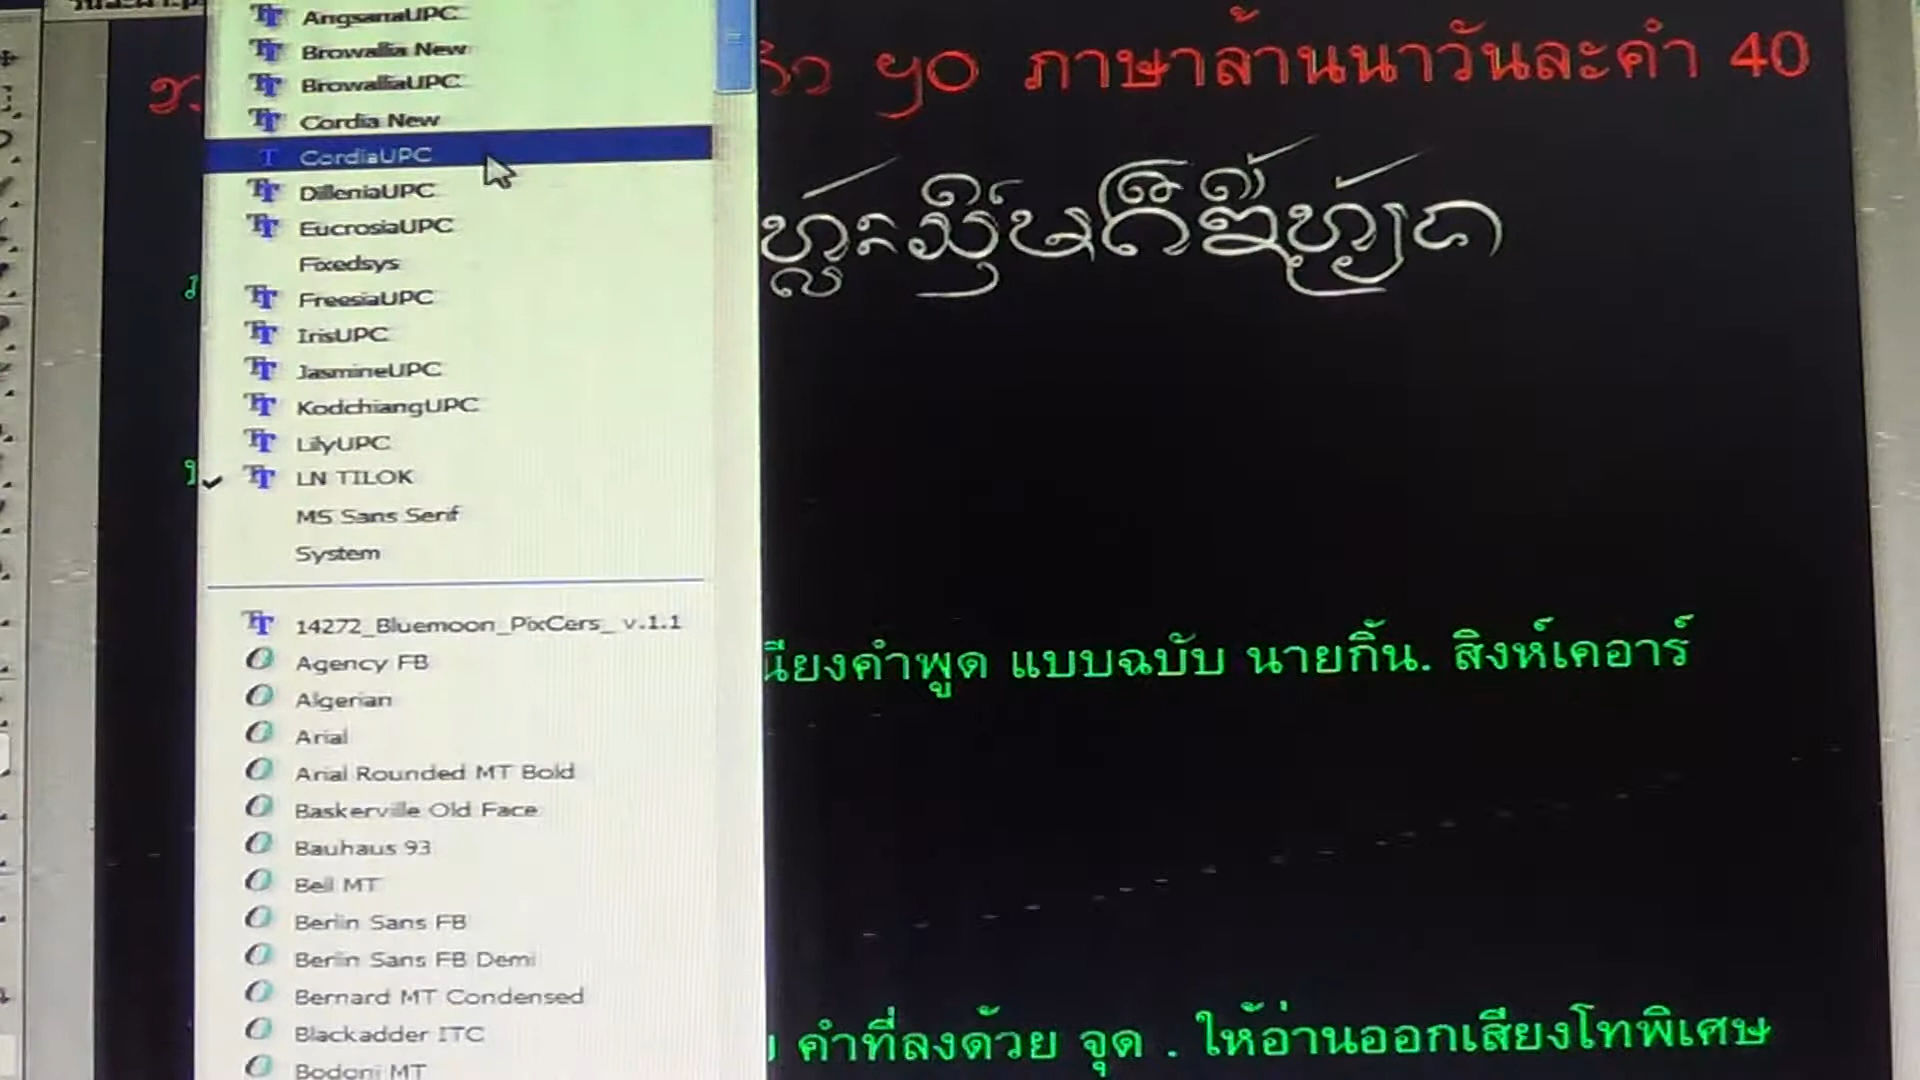 AngsanaUPC
Browallia New
BrowalliaUPC
Cordia New
CordiaUPC
DilleniaUPC
EucrosiaUPC
Fixedsys
FreesiaUPC
IrisUPC
JasmineUPC
KodchiangUPC
LilyUPC
LN TILOK
MS Sans Serif
System
14272_Bluemoon_PixCers_ v.1.1
Agency FB
Algerian
Arial
Arial Rounded MT Bold
Baskerville Old Face
Bauhaus 93
Bell MT
Berlin Sans FB
Berlin Sans FB Demi
Bernard MT Condensed
Blackadder ITC
Bodoni MT
ภาษาล้านนาวันละคำ 40
นียงคำพูด แบบฉบับ นายกิ้น. สิงห์เคอาร์
คำที่ลงด้วย จุด . ให้อ่านออกเสียงโทพิเศษ